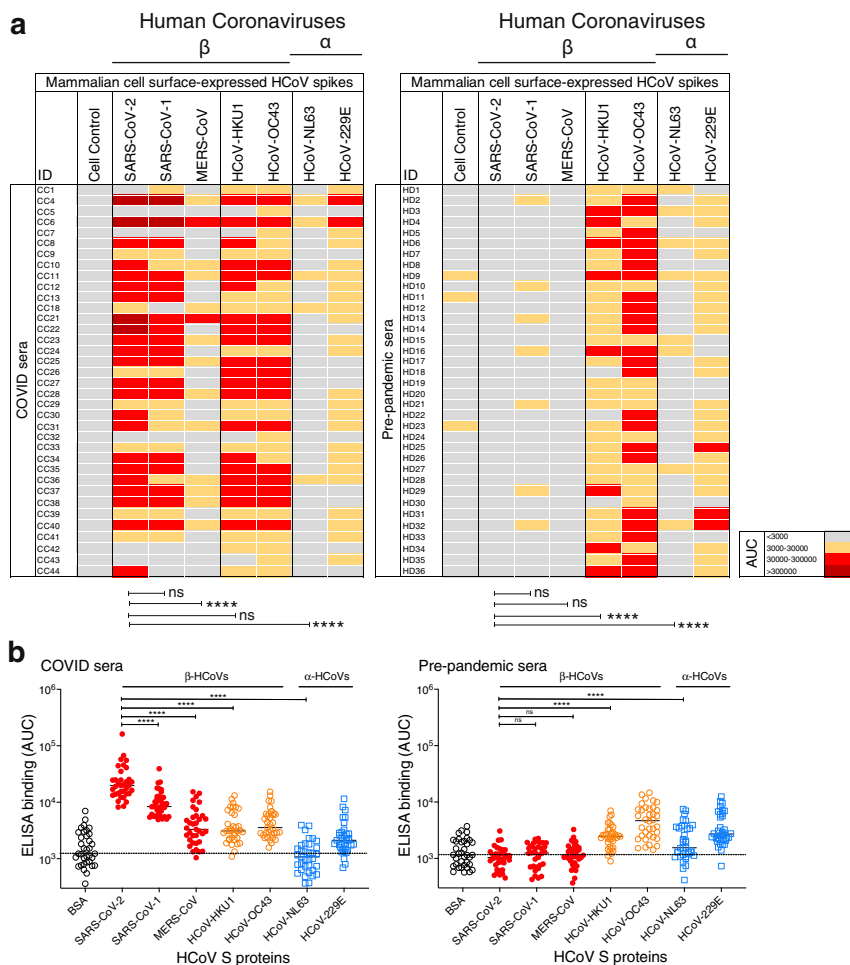 a
Human Coronaviruses
β
α
Mammalian cell surface-expressed HCoV spikes
ID
Cell Control
SARS-CoV-2
SARS-CoV-1
MERS-CoV
HCoV-HKU1
HCoV-OC43
HCoV-NL63
HCoV-229E
COVID sera
CC1
CC4
CC5
CC6
CC7
CC8
CC9
CC10
CC11
CC12
CC13
CC18
CC21
CC22
CC23
CC24
CC25
CC26
CC27
CC28
CC29
CC30
CC31
CC32
CC33
CC34
CC35
CC36
CC37
CC38
CC39
CC40
CC41
CC42
CC43
CC44
ns
****
ns
****
Human Coronaviruses
β
α
Mammalian cell surface-expressed HCoV spikes
ID
Cell Control
SARS-CoV-2
SARS-CoV-1
MERS-CoV
HCoV-HKU1
HCoV-OC43
HCoV-NL63
HCoV-229E
Pre-pandemic sera
HD1
HD2
HD3
HD4
HD5
HD6
HD7
HD8
HD9
HD10
HD11
HD12
HD13
HD14
HD15
HD16
HD17
HD18
HD19
HD20
HD21
HD22
HD23
HD24
HD25
HD26
HD27
HD28
HD29
HD30
HD31
HD32
HD33
HD34
HD35
HD36
ns
ns
****
****
AUC
<3000
3000-30000
30000-300000
>300000
b
COVID sera
β-HCoVs
α-HCoVs
****
****
****
****
ELISA binding (AUC)
10⁶
10⁵
10⁴
10³
BSA
SARS-CoV-2
SARS-CoV-1
MERS-CoV
HCoV-HKU1
HCoV-OC43
HCoV-NL63
HCoV-229E
HCoV S proteins
Pre-pandemic sera
β-HCoVs
α-HCoVs
****
****
ns
ns
ELISA binding (AUC)
10⁶
10⁵
10⁴
10³
BSA
SARS-CoV-2
SARS-CoV-1
MERS-CoV
HCoV-HKU1
HCoV-OC43
HCoV-NL63
HCoV-229E
HCoV S proteins